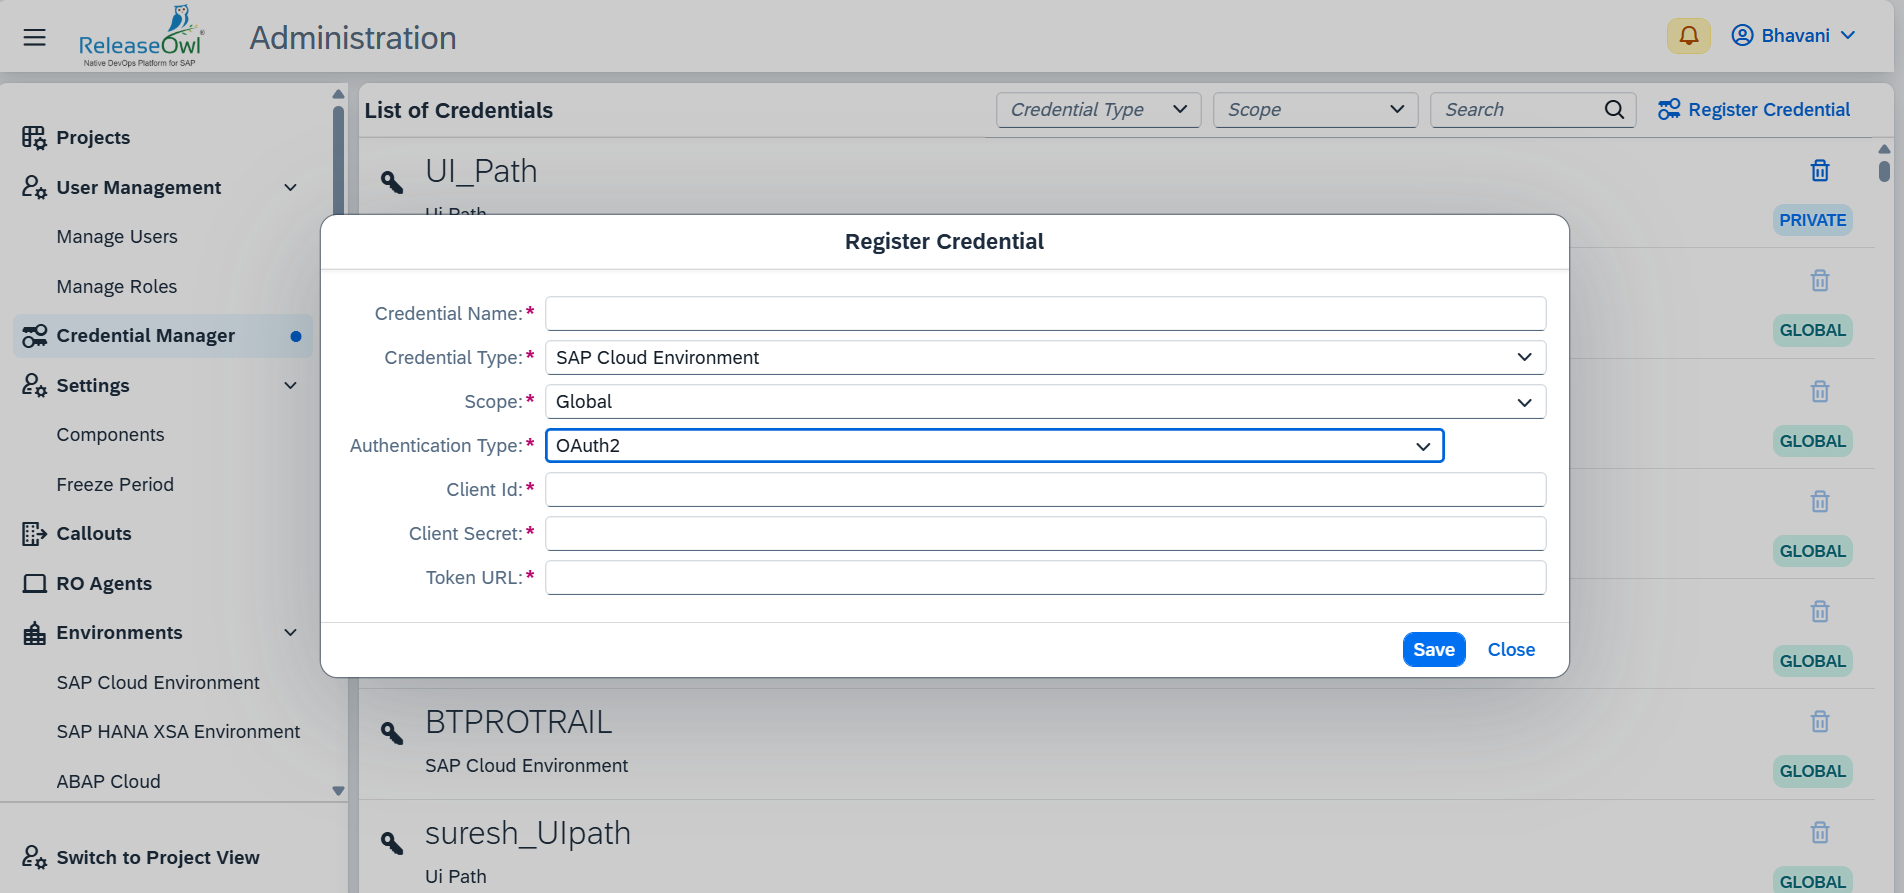 ReleaseOwl®
Native DevOps Platform for SAP
Administration
Bhavani
Projects
User Management
Manage Users
Manage Roles
Credential Manager
Settings
Components
Freeze Period
Callouts
RO Agents
Environments
SAP Cloud Environment
SAP HANA XSA Environment
ABAP Cloud
Switch to Project View
List of Credentials
Credential Type
Scope
Search
Register Credential
UI_Path
Ui Path
PRIVATE
GLOBAL
GLOBAL
GLOBAL
GLOBAL
Register Credential
Credential Name:*
Credential Type:* SAP Cloud Environment
Scope:* Global
Authentication Type:* OAuth2
Client Id:*
Client Secret:*
Token URL:*
Save
Close
BTPROTRAIL
SAP Cloud Environment
GLOBAL
suresh_UIpath
Ui Path
GLOBAL